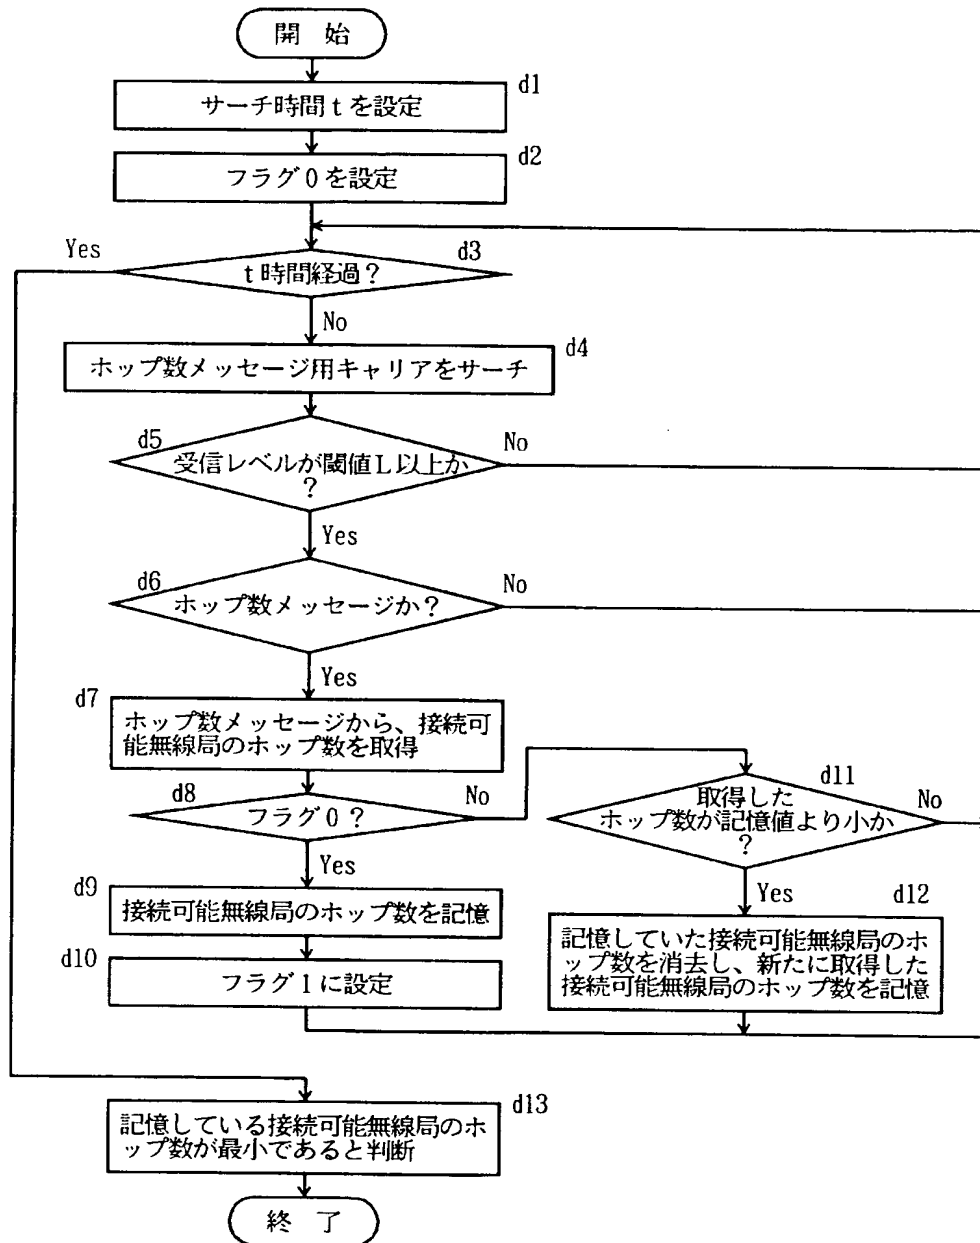 開 始
d1
サーチ時間tを設定
d2
フラグ0を設定
Yes
d3
t時間経過?
No
d4
ホップ数メッセージ用キャリアをサーチ
d5
No
受信レベルが閾値L以上か
?
Yes
d6
No
ホップ数メッセージか?
Yes
d7
ホップ数メッセージから、接続可
能無線局のホップ数を取得
d8
No
フラグ0?
Yes
d11
No
取得した
ホップ数が記憶値より小か
?
Yes
d9
接続可能無線局のホップ数を記憶
d10
フラグ1に設定
d12
記憶していた接続可能無線局のホ
ップ数を消去し、新たに取得した
接続可能無線局のホップ数を記憶
d13
記憶している接続可能無線局のホ
ップ数が最小であると判断
終 了